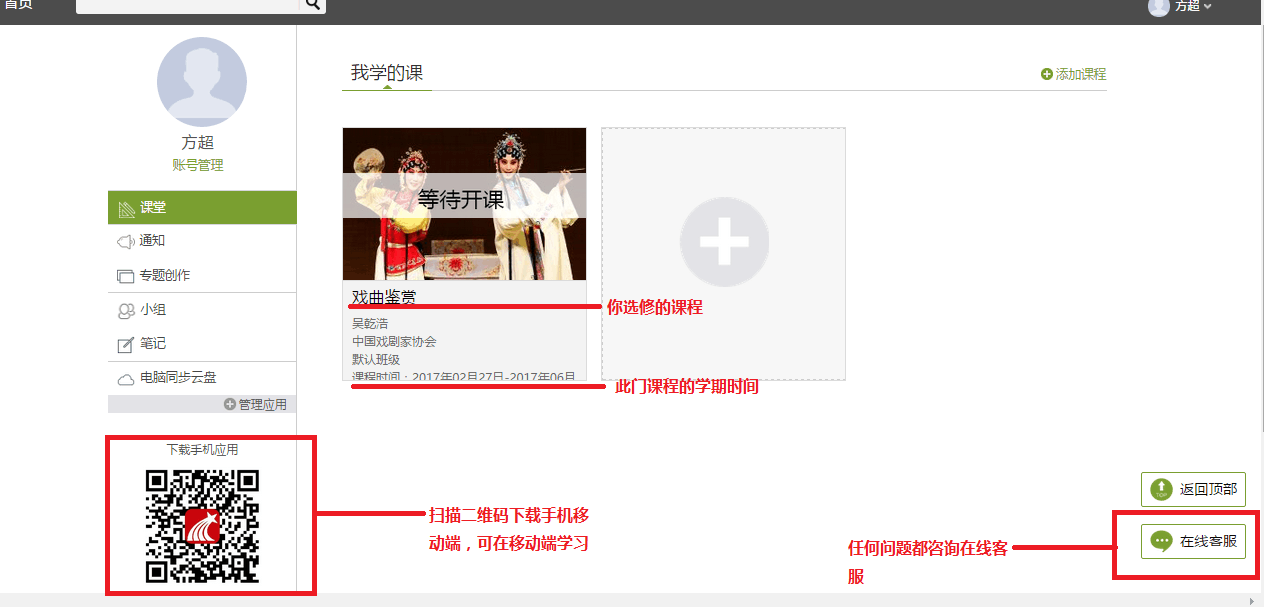 首页
方超
方超
账号管理
课堂
通知
专题创作
小组
笔记
电脑同步云盘
管理应用
下载手机应用
我学的课
添加课程
等待开课
戏曲鉴赏
吴乾浩
中国戏剧家协会
默认班级
课程时间：2017年02月27日-2017年06月
你选修的课程
此门课程的学期时间
扫描二维码下载手机移
动端，可在移动端学习
返回顶部
在线客服
任何问题都咨询在线客
服